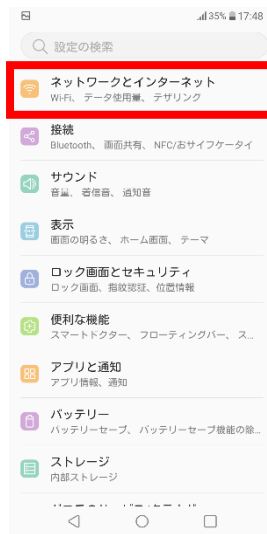 35% 17:48
設定の検索
ネットワークとインターネット
Wi-Fi、 データ使用量、 テザリング
接続
Bluetooth、 画面共有、 NFC/おサイフケータイ
サウンド
音量、 着信音、 通知音
表示
画面の明るさ、 ホーム画面、 テーマ
ロック画面とセキュリティ
ロック画面、指紋認証、位置情報
便利な機能
スマートドクター、 フローティングバー、 ス...
アプリと通知
アプリ情報、通知
バッテリー
バッテリーセーブ、 バッテリーセーブ機能の除...
ストレージ
内部ストレージ